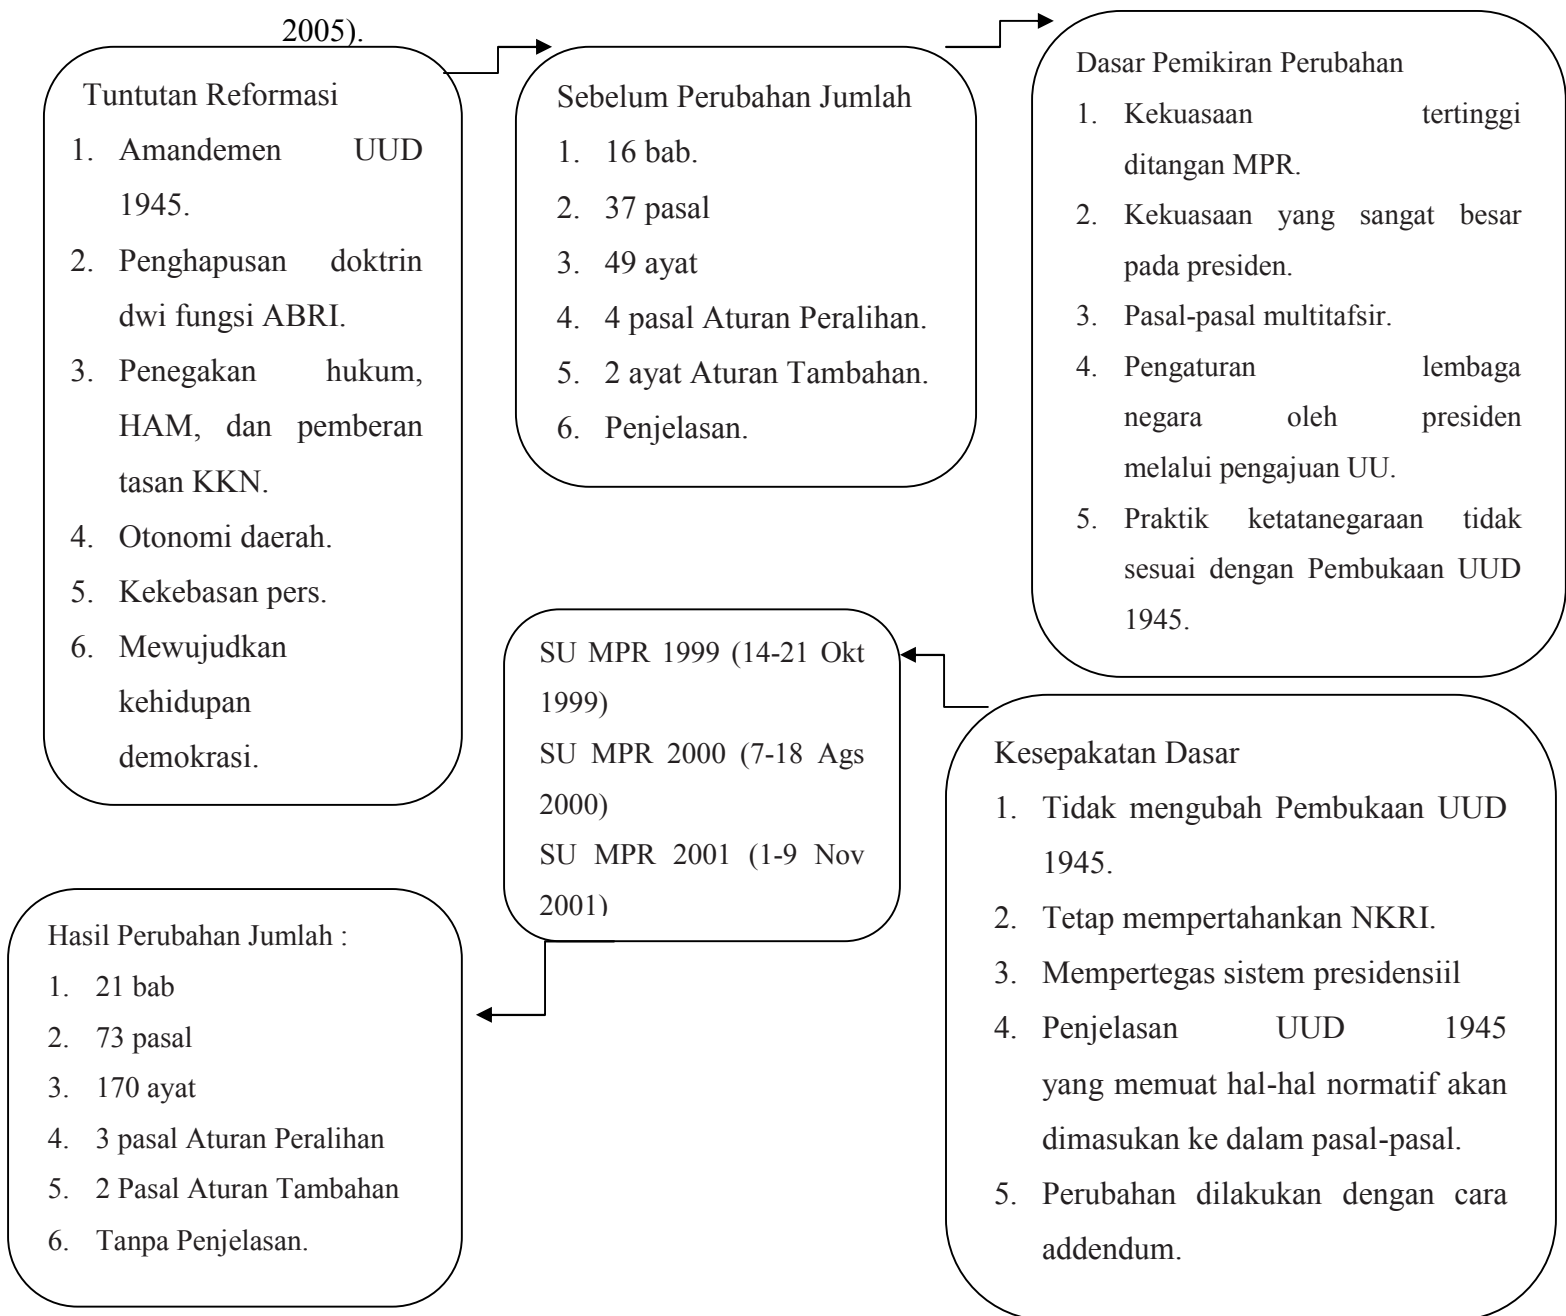 2005).
Tuntutan Reformasi
1. Amandemen UUD
1945.
2. Penghapusan doktrin
dwi fungsi ABRI.
3. Penegakan hukum,
HAM, dan pemberan
tasan KKN.
4. Otonomi daerah.
5. Kekebasan pers.
6. Mewujudkan
kehidupan
demokrasi.
Sebelum Perubahan Jumlah
1. 16 bab.
2. 37 pasal
3. 49 ayat
4. 4 pasal Aturan Peralihan.
5. 2 ayat Aturan Tambahan.
6. Penjelasan.
Dasar Pemikiran Perubahan
1. Kekuasaan tertinggi
ditangan MPR.
2. Kekuasaan yang sangat besar
pada presiden.
3. Pasal-pasal multitafsir.
4. Pengaturan lembaga
negara oleh presiden
melalui pengajuan UU.
5. Praktik ketatanegaraan tidak
sesuai dengan Pembukaan UUD
1945.
Kesepakatan Dasar
1. Tidak mengubah Pembukaan UUD
1945.
2. Tetap mempertahankan NKRI.
3. Mempertegas sistem presidensiil
4. Penjelasan UUD 1945
yang memuat hal-hal normatif akan
dimasukan ke dalam pasal-pasal.
5. Perubahan dilakukan dengan cara
addendum.
SU MPR 1999 (14-21 Okt
1999)
SU MPR 2000 (7-18 Ags
2000)
SU MPR 2001 (1-9 Nov
2001)
Hasil Perubahan Jumlah :
1. 21 bab
2. 73 pasal
3. 170 ayat
4. 3 pasal Aturan Peralihan
5. 2 Pasal Aturan Tambahan
6. Tanpa Penjelasan.